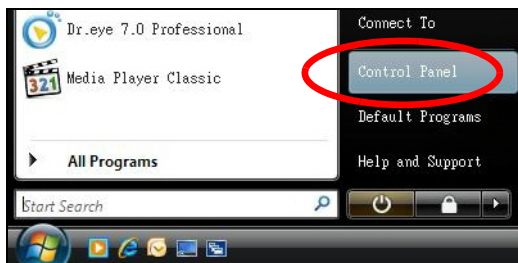 Dr.eye 7.0 Professional
321
Media Player Classic
All Programs
Start Search
Connect To
Control Panel
Default Programs
Help and Support